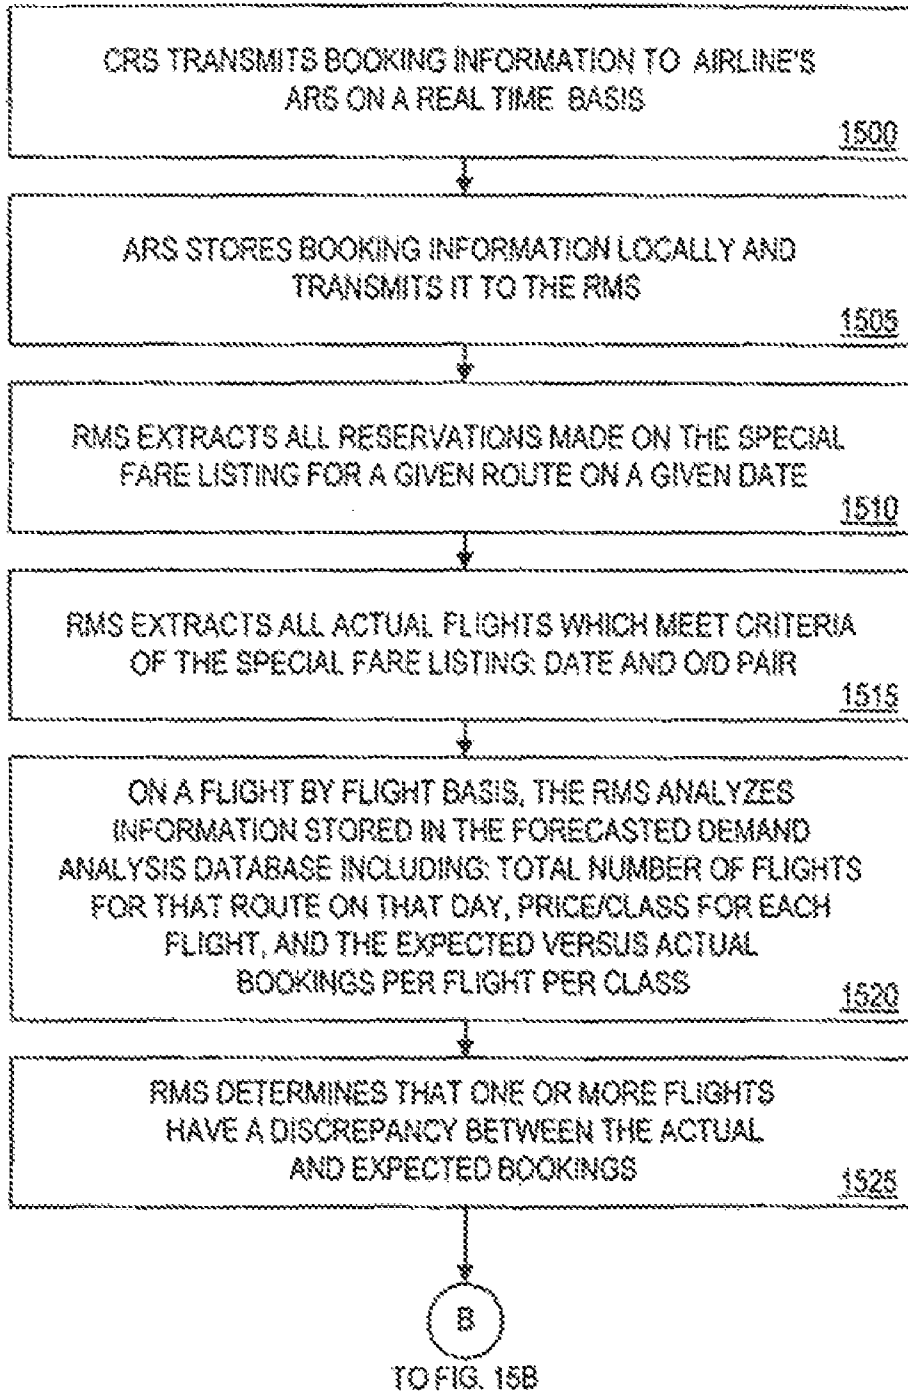 CRS TRANSMITS BOOKING INFORMATION TO AIRLINE'S
ARS ON A REAL TIME BASIS
1500
ARS STORES BOOKING INFORMATION LOCALLY AND
TRANSMITS IT TO THE RMS
1505
RMS EXTRACTS ALL RESERVATIONS MADE ON THE SPECIAL
FARE LISTING FOR A GIVEN ROUTE ON A GIVEN DATE
1510
RMS EXTRACTS ALL ACTUAL FLIGHTS WHICH MEET CRITERIA
OF THE SPECIAL FARE LISTING: DATE AND O/D PAIR
1515
ON A FLIGHT BY FLIGHT BASIS, THE RMS ANALYZES
INFORMATION STORED IN THE FORECASTED DEMAND
ANALYSIS DATABASE INCLUDING: TOTAL NUMBER OF FLIGHTS
FOR THAT ROUTE ON THAT DAY, PRICE/CLASS FOR EACH
FLIGHT, AND THE EXPECTED VERSUS ACTUAL
BOOKINGS PER FLIGHT PER CLASS
1520
RMS DETERMINES THAT ONE OR MORE FLIGHTS
HAVE A DISCREPANCY BETWEEN THE ACTUAL
AND EXPECTED BOOKINGS
1525
B
TO FIG. 15B